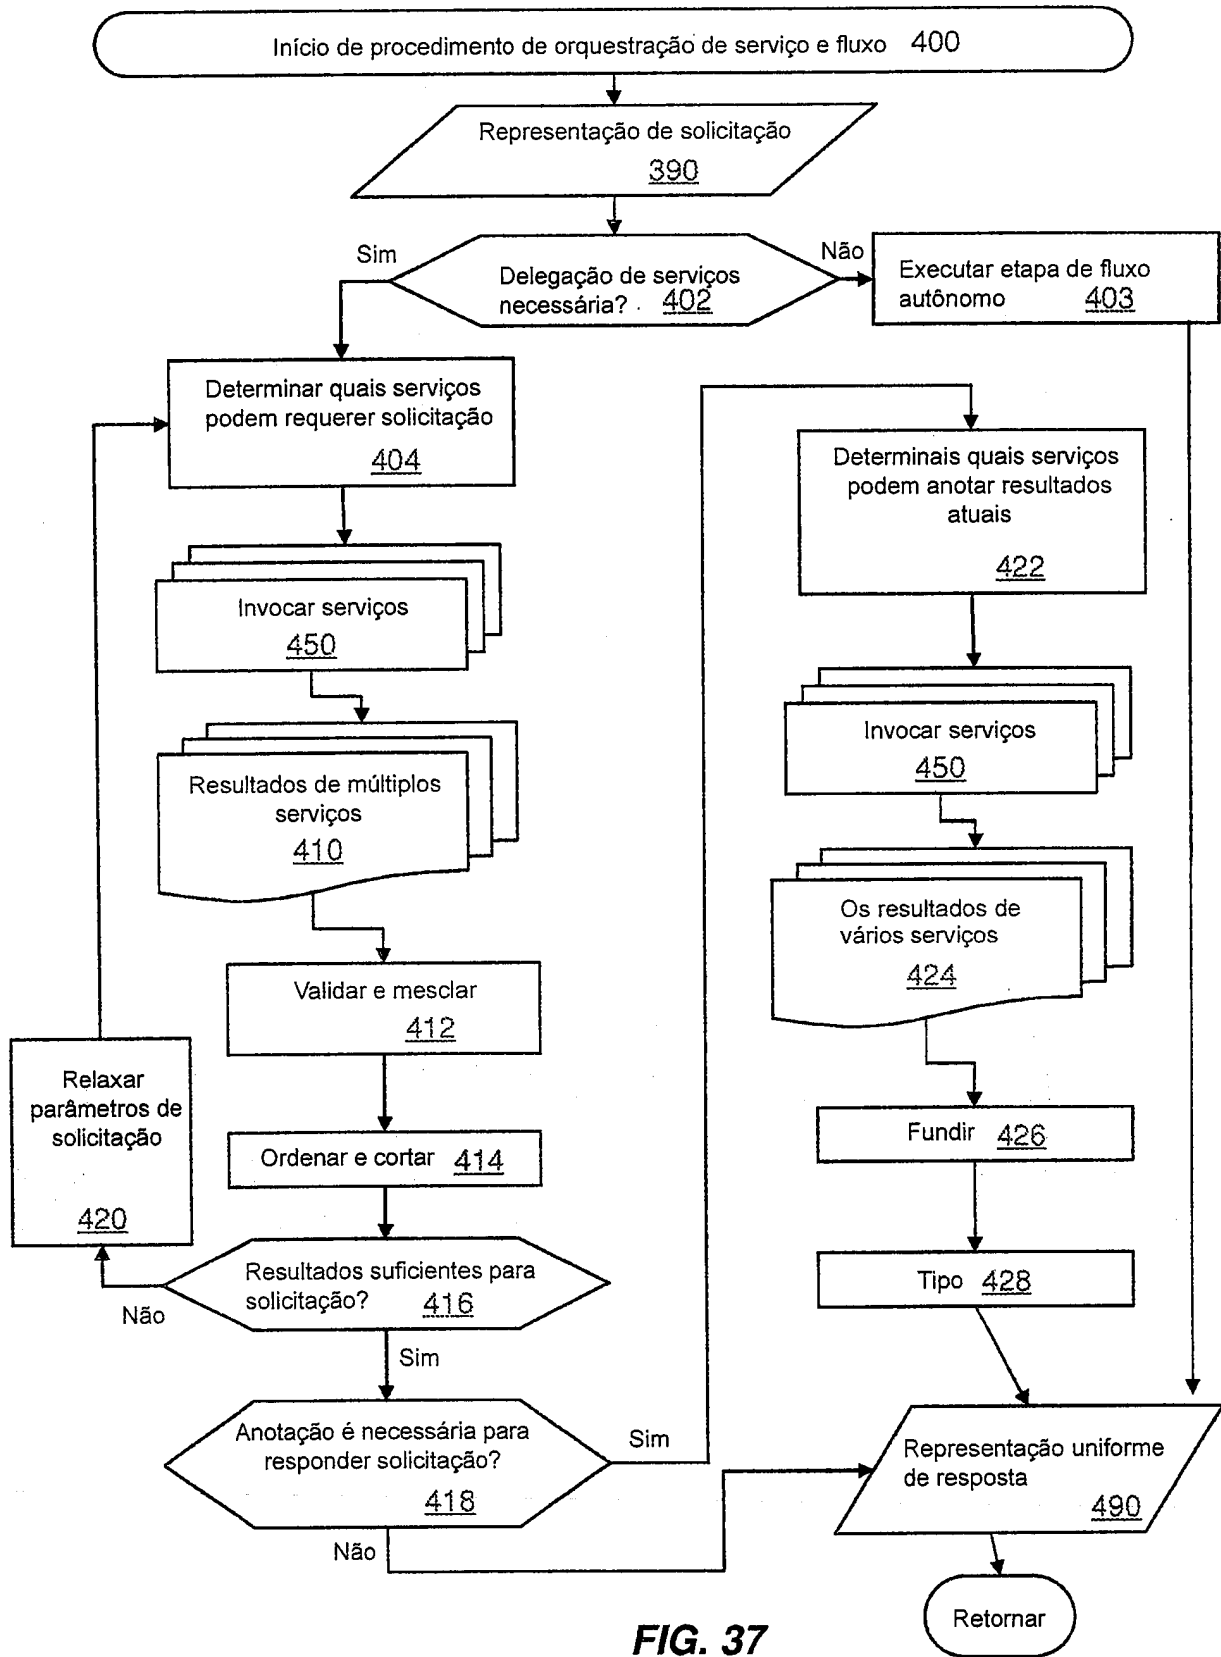 Início de procedimento de orquestração de serviço e fluxo 400
Representação de solicitação
390
Sim
Não
Delegação de serviços
necessária? 402
Executar etapa de fluxo
autônomo 403
Determinar quais serviços
podem requerer solicitação
404
Invocar serviços
450
Resultados de múltiplos
serviços
410
Validar e mesclar
412
Ordenar e cortar 414
Relaxar
parâmetros de
solicitação
420
Resultados suficientes para
solicitação? 416
Não
Sim
Anotação é necessária para
responder solicitação?
418
Sim
Não
Determinais quais serviços
podem anotar resultados
atuais
422
Invocar serviços
450
Os resultados de
vários serviços
424
Fundir 426
Tipo 428
Representação uniforme
de resposta
490
Retornar
FIG. 37